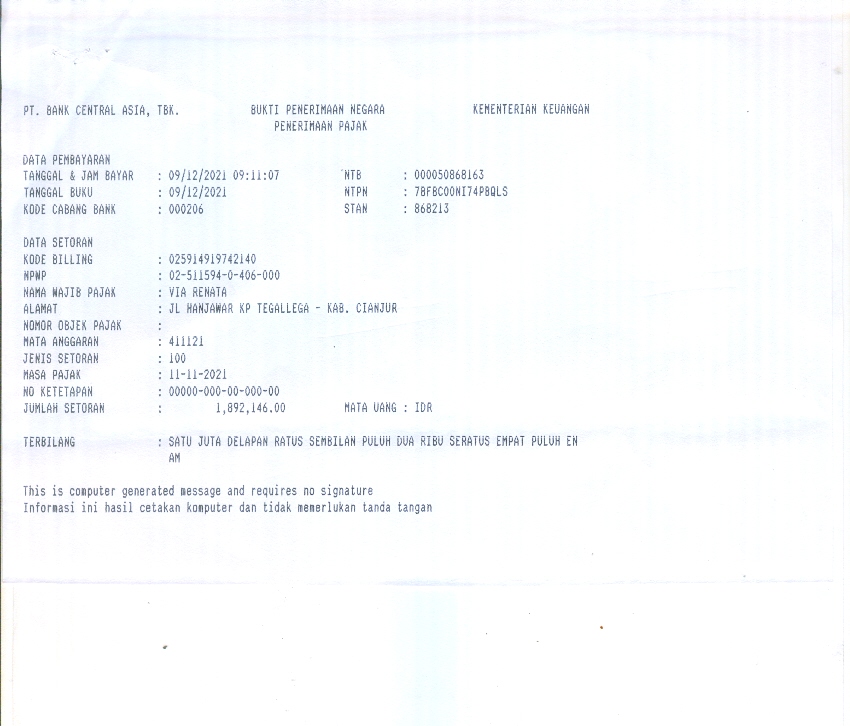 PT. BANK CENTRAL ASIA, TBK. BUKTI PENERIMAAN NEGARA KEMENTERIAN KEUANGAN
PENERIMAAN PAJAK
DATA PEMBAYARAN
TANGGAL & JAM BAYAR : 09/12/2021 09:11:07 NTB : 000050868163
TANGGAL BUKU : 09/12/2021 NTPN : 7BFBC00NI74P8QLS
KODE CABANG BANK : 000206 STAN : 868213
DATA SETORAN
KODE BILLING : 025914919742140
NPWP : 02-511594-0-406-000
NAMA WAJIB PAJAK : VIA RENATA
ALAMAT : JL HANJAWAR KP TEGALLEGA - KAB. CIANJUR
NOMOR OBJEK PAJAK :
MATA ANGGARAN : 411121
JENIS SETORAN : 100
MASA PAJAK : 11-11-2021
NO KETETAPAN : 00000-000-00-000-00
JUMLAH SETORAN : 1,892,146.00 MATA UANG : IDR
TERBILANG : SATU JUTA DELAPAN RATUS SEMBILAN PULUH DUA RIBU SERATUS EMPAT PULUH EN
AM
This is computer generated message and requires no signature
Informasi ini hasil cetakan komputer dan tidak memerlukan tanda tangan